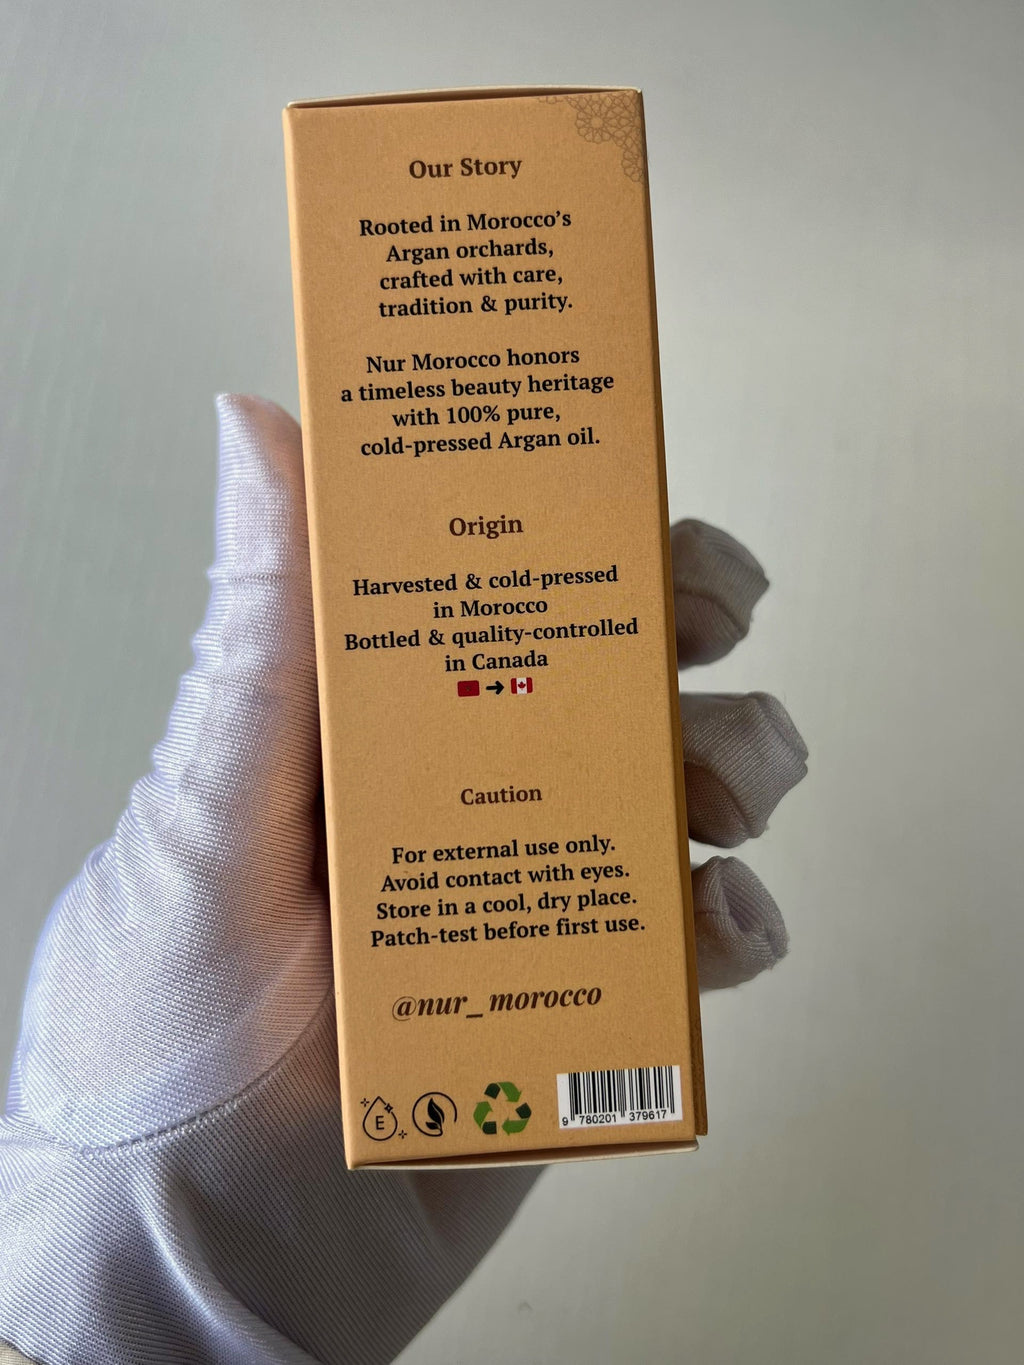 Our Story
Rooted in Morocco's
Argan orchards,
crafted with care,
tradition & purity.
Nur Morocco honors
a timeless beauty heritage
with 100% pure,
cold-pressed Argan oil.
Origin
Harvested & cold-pressed
in Morocco
Bottled & quality-controlled
in Canada
Caution
For external use only.
Avoid contact with eyes.
Store in a cool, dry place.
Patch-test before first use.
@nur_morocco
E
9 780201 379617